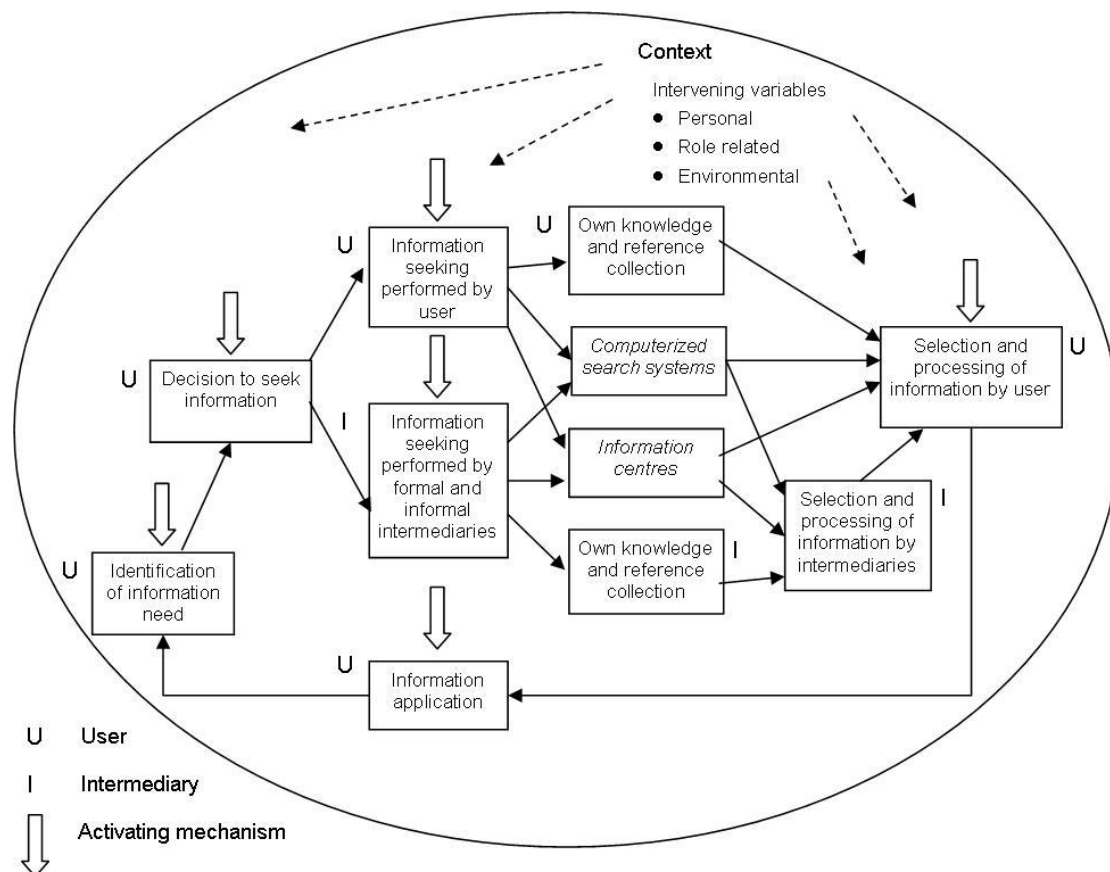 Context
Intervening variables
● Personal
● Role related
● Environmental
U
Information
seeking
performed by
user
U
Own knowledge
and reference
collection
U
Decision to seek
information
I
Information
seeking
performed by
formal and
informal
intermediaries
Computerized
search systems
Information
centres
Own knowledge
and reference
collection
I
Selection and
processing of
information by user
U
Selection and
processing of
information by
intermediaries
I
U
Identification
of information
need
U
Information
application
U User
I Intermediary
Activating mechanism